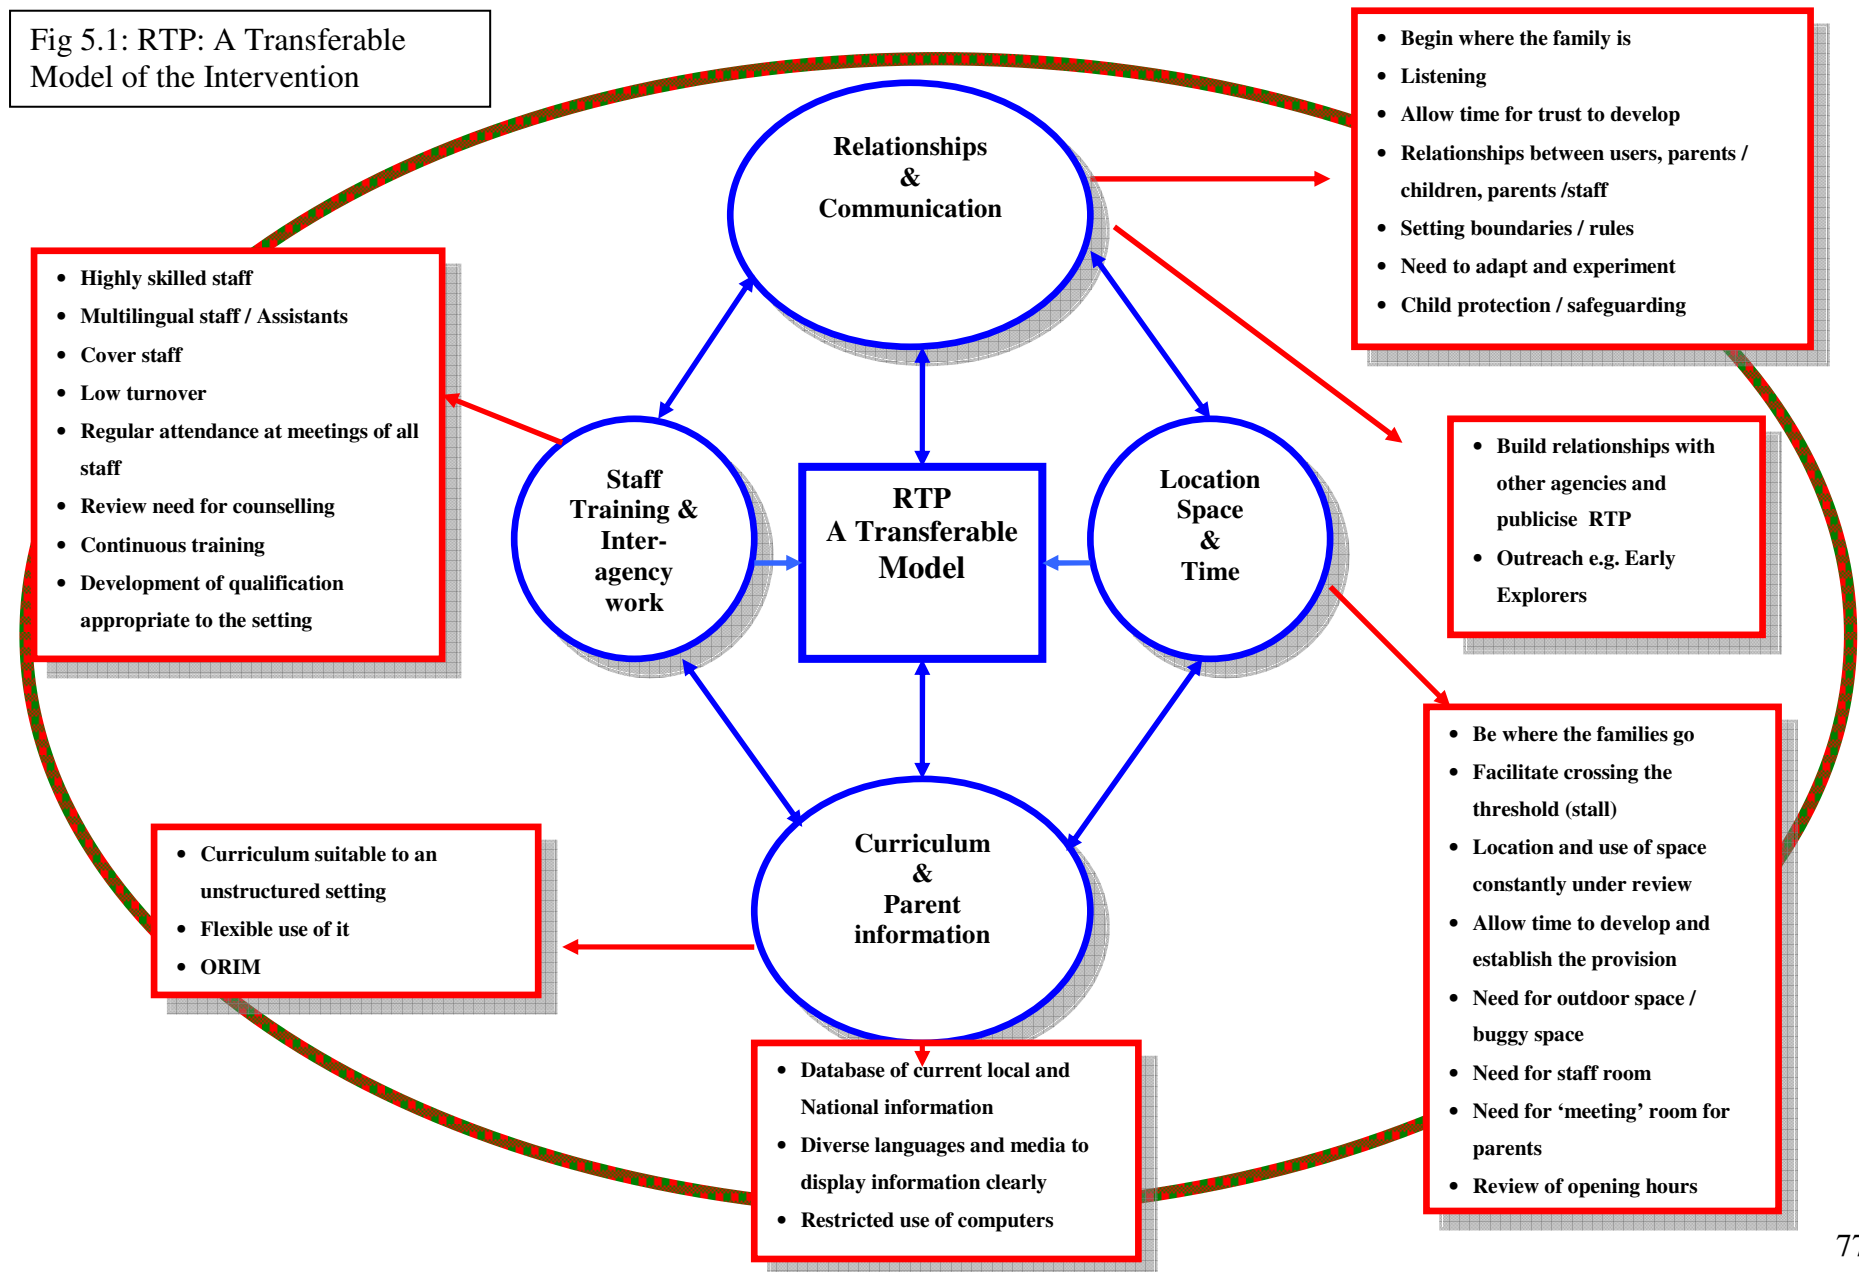 Fig 5.1: RTP: A Transferable
Model of the Intervention
• Begin where the family is
• Listening
• Allow time for trust to develop
• Relationships between users, parents /
children, parents /staff
• Setting boundaries / rules
• Need to adapt and experiment
• Child protection / safeguarding
Relationships
&
Communication
• Highly skilled staff
• Multilingual staff / Assistants
• Cover staff
• Low turnover
• Regular attendance at meetings of all
staff
• Review need for counselling
• Continuous training
• Development of qualification
appropriate to the setting
Staff
Training &
Inter-
agency
work
RTP
A Transferable
Model
Location
Space
&
Time
• Build relationships with
other agencies and
publicise RTP
• Outreach e.g. Early
Explorers
• Be where the families go
• Facilitate crossing the
threshold (stall)
• Location and use of space
constantly under review
• Allow time to develop and
establish the provision
• Need for outdoor space /
buggy space
• Need for staff room
• Need for ‘meeting’ room for
parents
• Review of opening hours
Curriculum
&
Parent
information
• Curriculum suitable to an
unstructured setting
• Flexible use of it
• ORIM
• Database of current local and
National information
• Diverse languages and media to
display information clearly
• Restricted use of computers
77